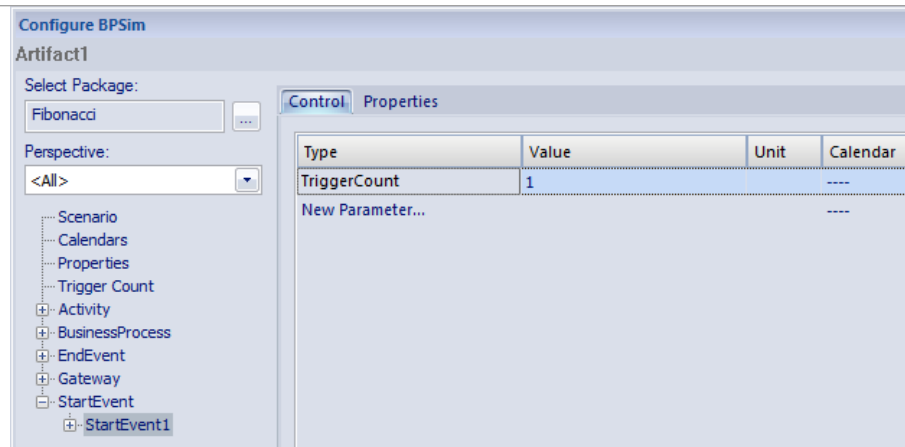 Configure BPSim
Artifact1
Select Package:
Fibonacci
...
Perspective:
<All>
Scenario
Calendars
Properties
Trigger Count
Activity
BusinessProcess
EndEvent
Gateway
StartEvent
StartEvent1
Control Properties
Type Value Unit Calendar
TriggerCount 1 ----
New Parameter... ----